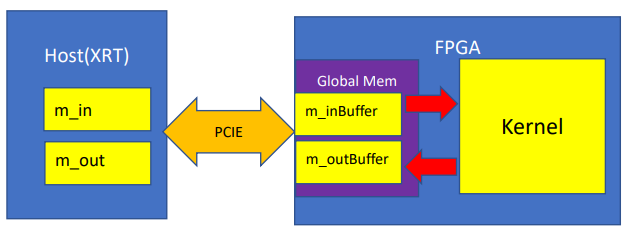 Host(XRT)
m_in
m_out
PCIE
FPGA
Global Mem
m_inBuffer
m_outBuffer
Kernel